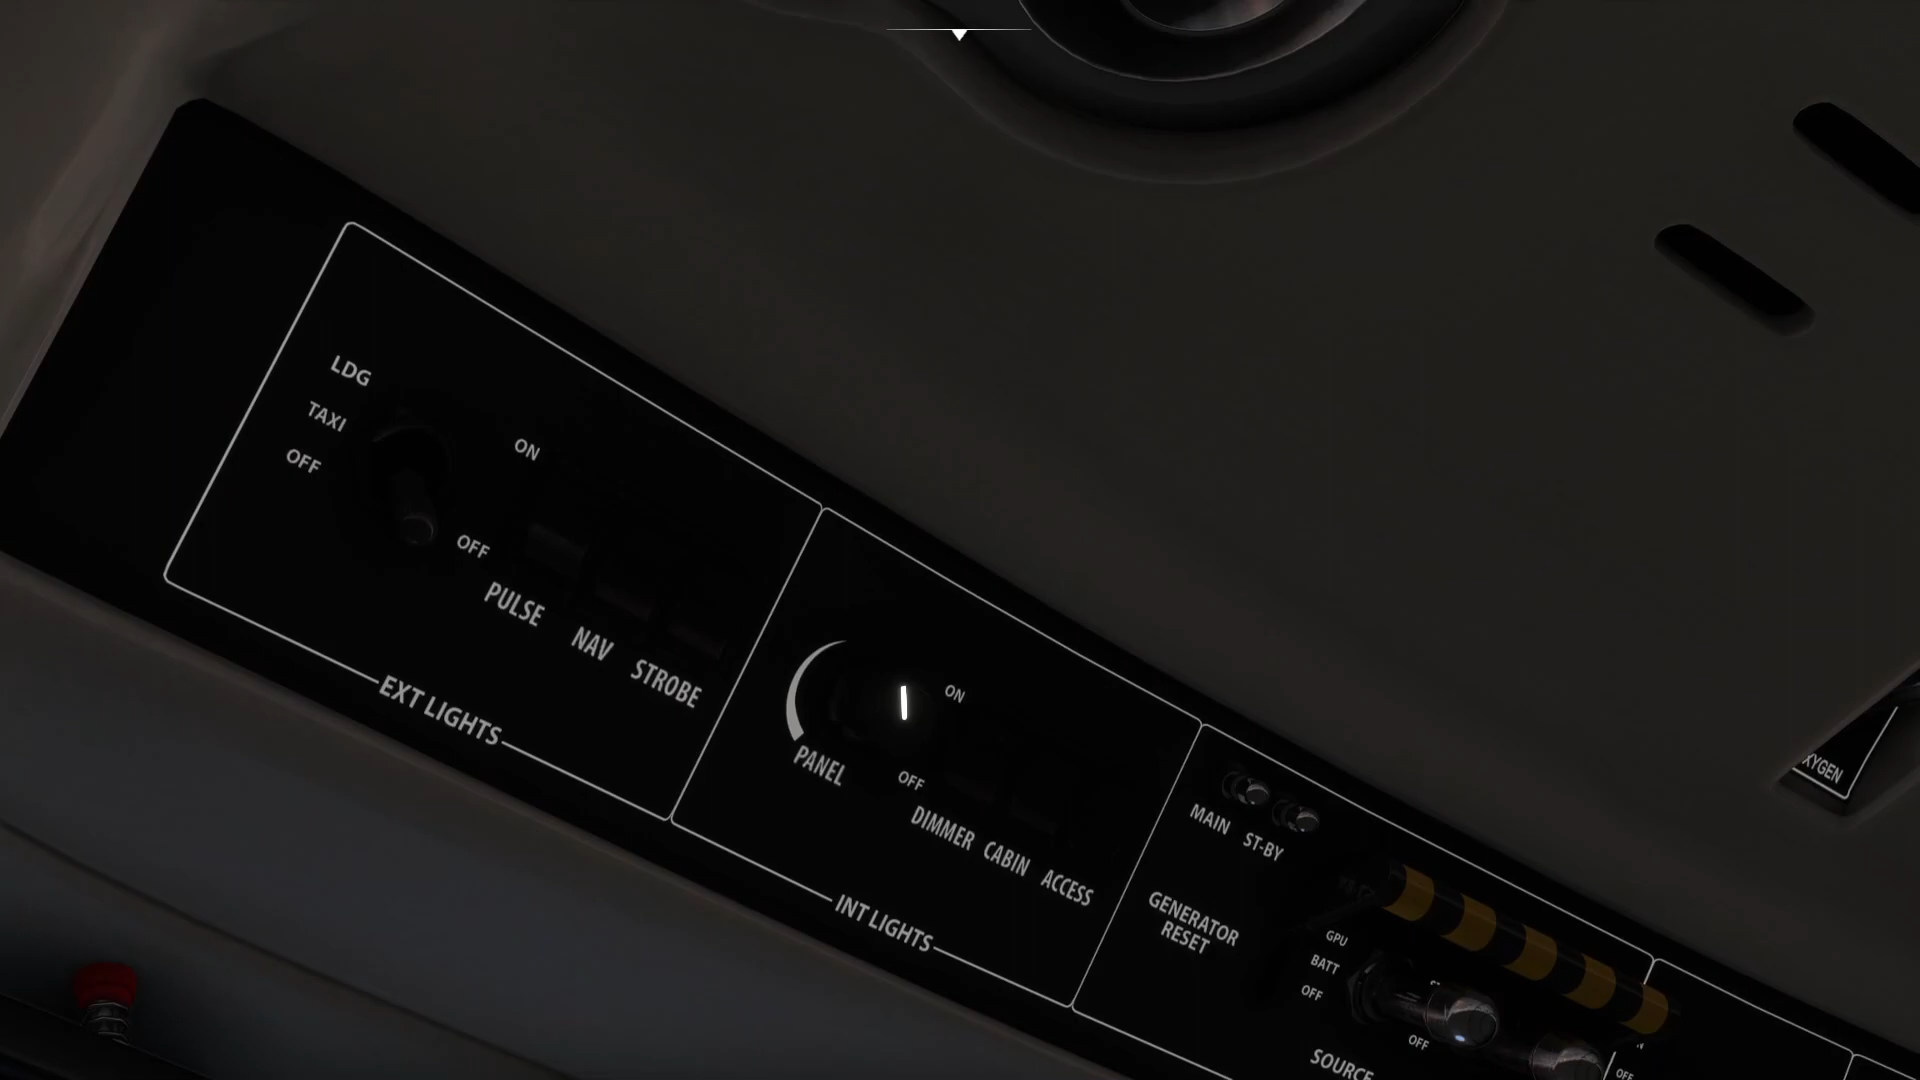 LDG
TAXI
OFF
ON
OFF
PULSE NAV STROBE
EXT LIGHTS
ON
PANEL
OFF
DIMMER CABIN ACCESS
INT LIGHTS
MAIN ST-BY
GENERATOR
RESET
GPU
BATT
OFF
OFF
SOURCE
OFF
XYGEN